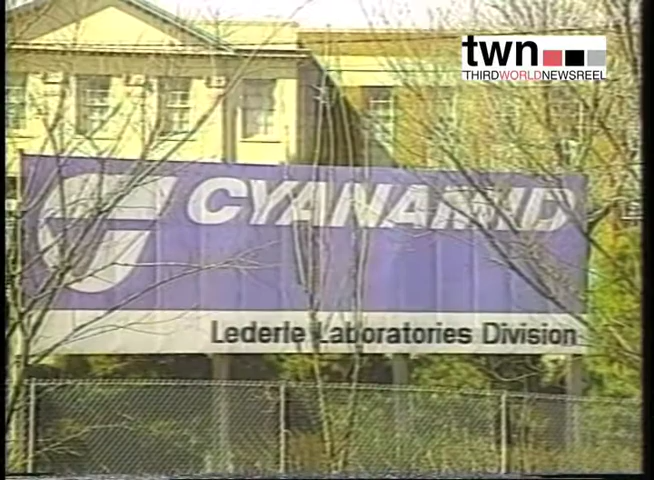 twn
THIRDWORLDNEWSREEL
CYANAMID
Lederle Laboratories Division